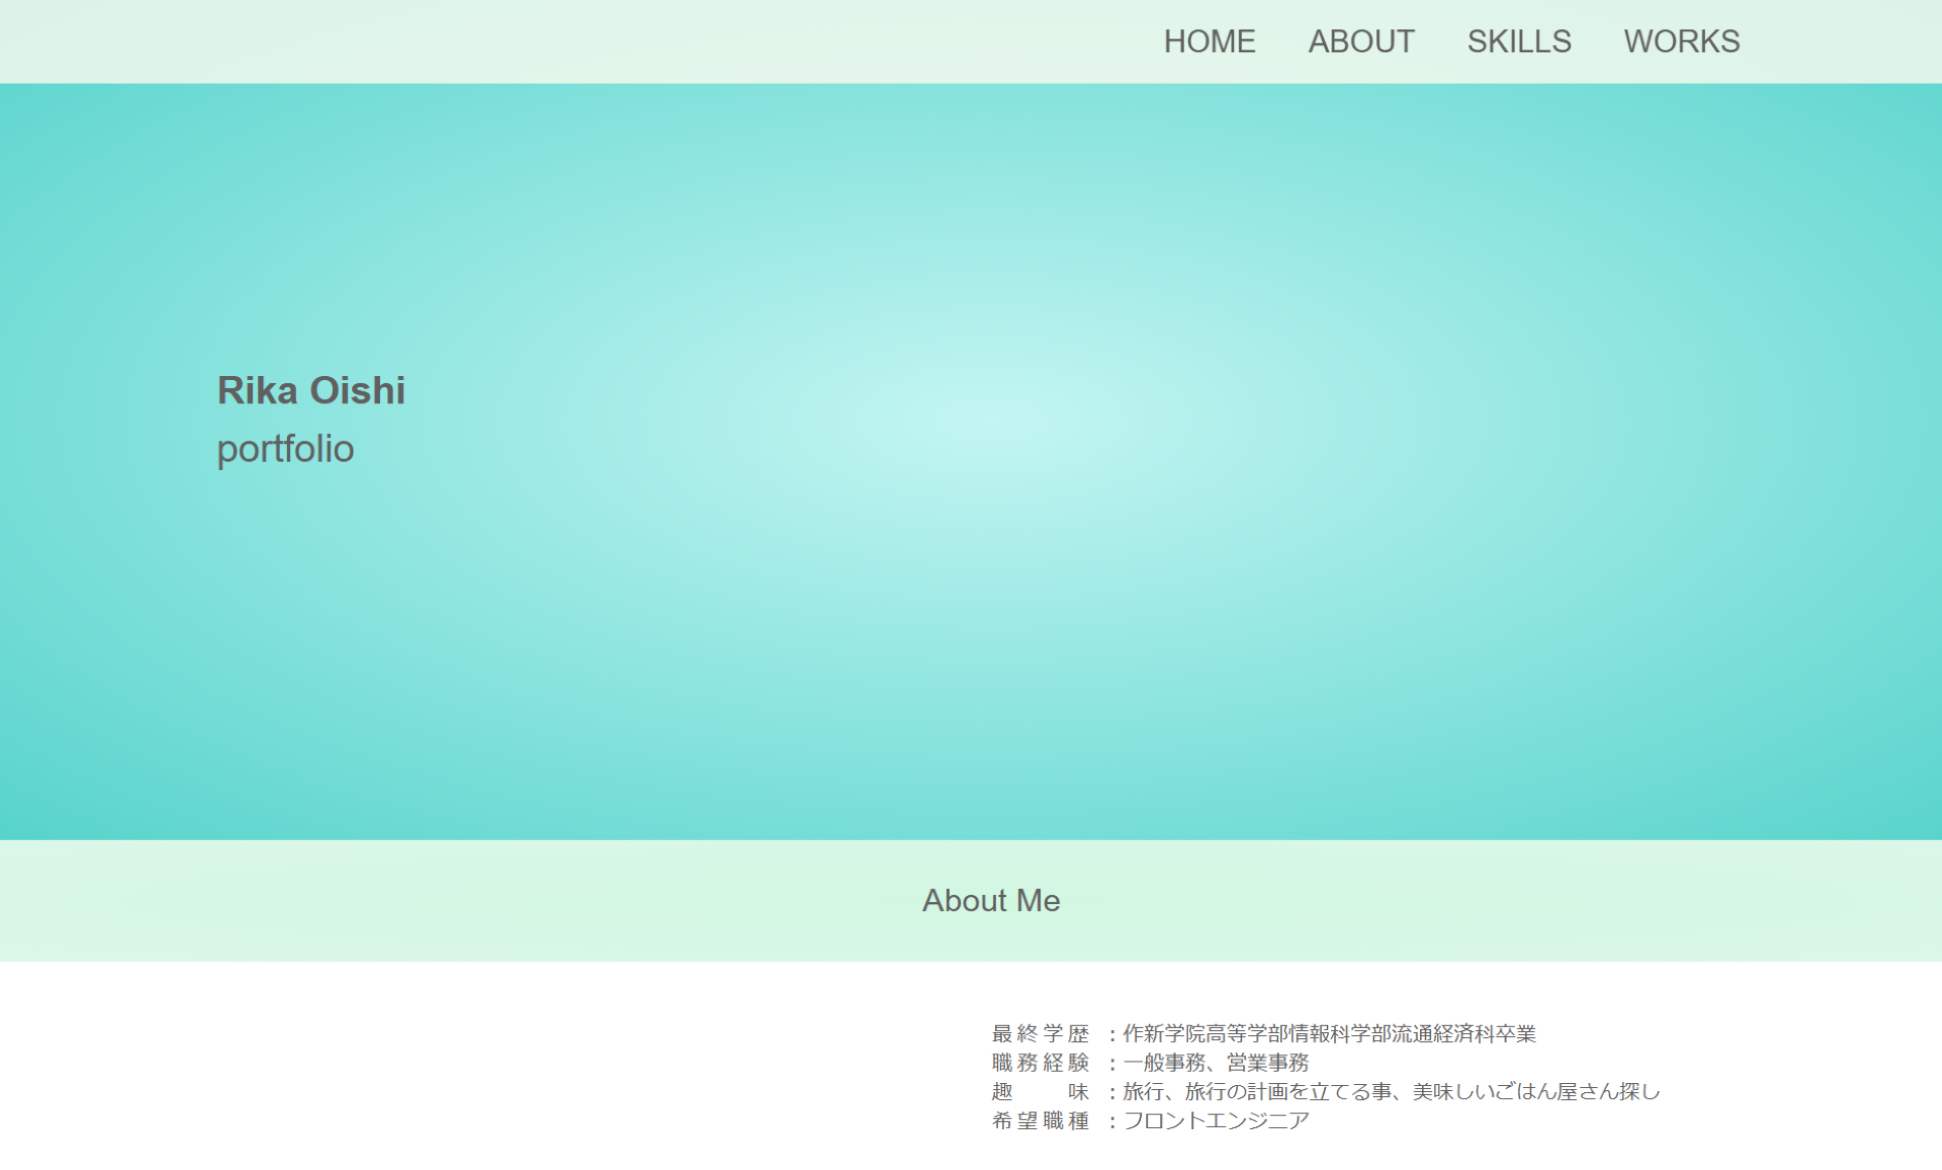 HOME ABOUT SKILLS WORKS
Rika Oishi
portfolio
About Me
最終学歴 : 作新学院高等学部情報科学部流通経済科卒業
職務経験 : 一般事務、営業事務
趣味 : 旅行、旅行の計画を立てる事、美味しいごはん屋さん探し
希望職種 : フロントエンジニア